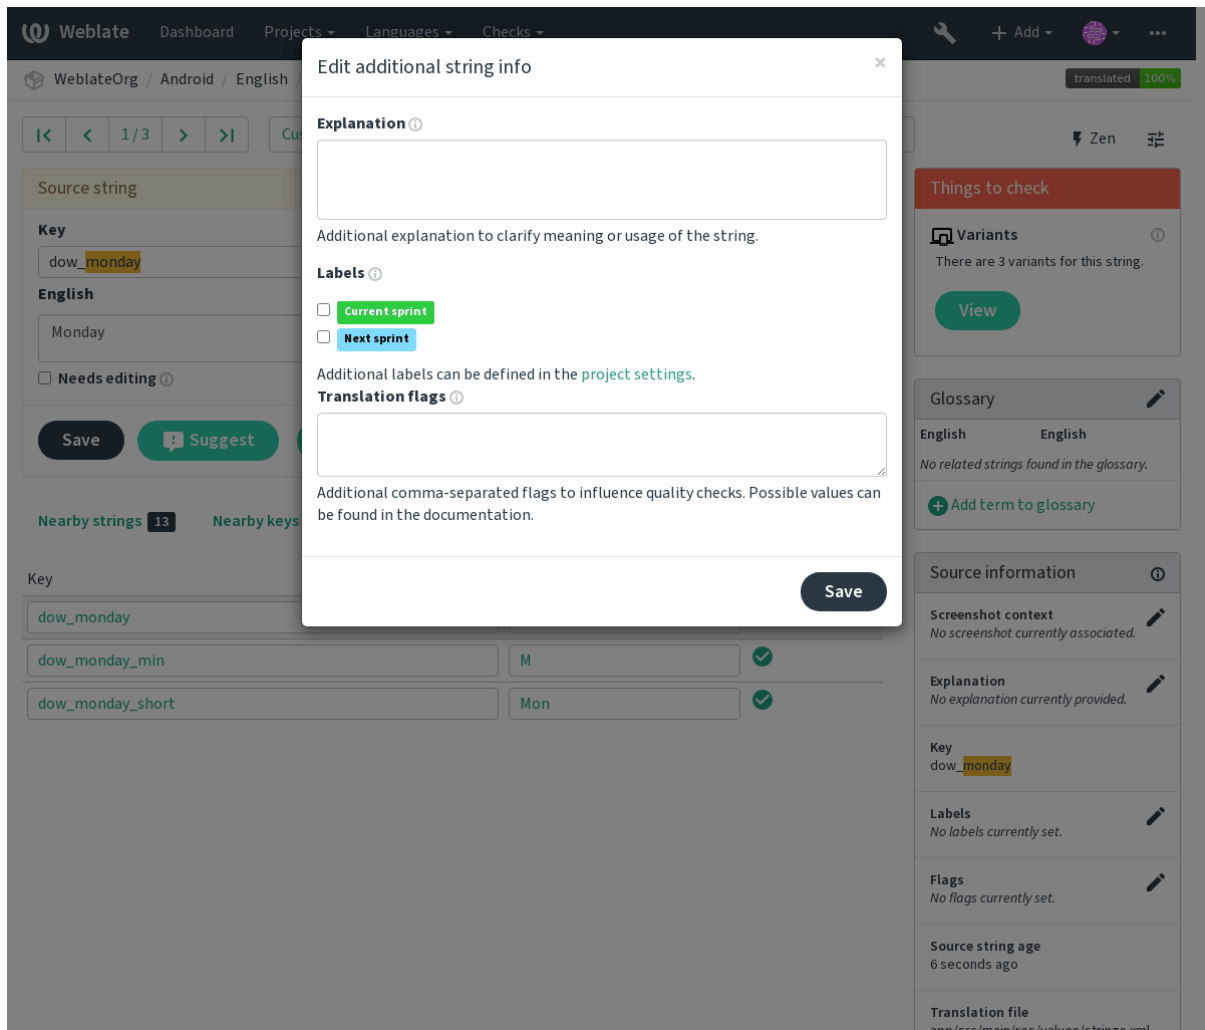 Weblate Dashboard Projects Languages Checks Add
WeblateOrg / Android / English /
translated 100%
1 / 3
Zen
Edit additional string info
×
Explanation
Additional explanation to clarify meaning or usage of the string.
Labels
Current sprint
Next sprint
Additional labels can be defined in the project settings.
Translation flags
Additional comma-separated flags to influence quality checks. Possible values can
be found in the documentation.
Save
Source string
Key
dow_monday
English
Monday
Needs editing
Save Suggest
Nearby strings 13 Nearby keys
Key
dow_monday
dow_monday_min M
dow_monday_short Mon
Things to check
Variants
There are 3 variants for this string.
View
Glossary
English English
No related strings found in the glossary.
Add term to glossary
Source information
Screenshot context
No screenshot currently associated.
Explanation
No explanation currently provided.
Key
dow_monday
Labels
No labels currently set.
Flags
No flags currently set.
Source string age
6 seconds ago
Translation file